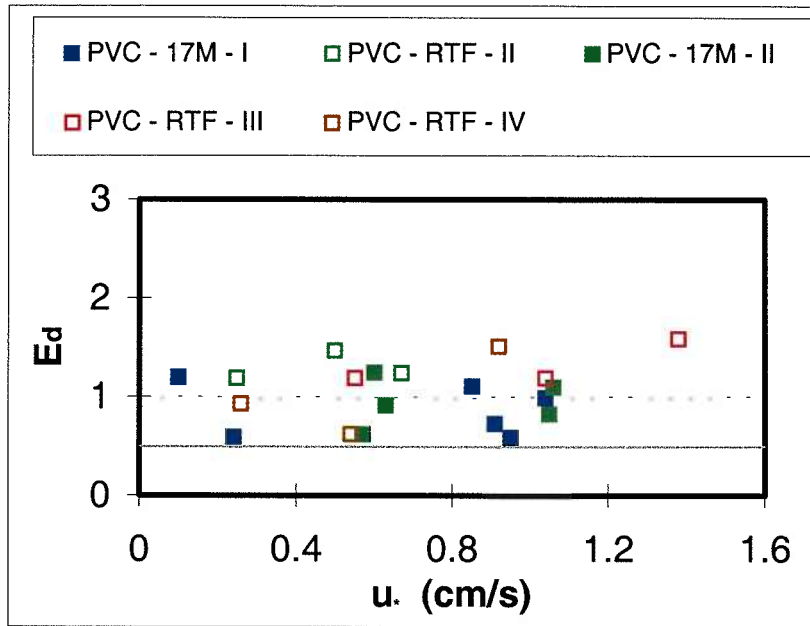 PVC - 17M - I PVC - RTF - II PVC - 17M - II
PVC - RTF - III PVC - RTF - IV
3
2
1
0
Ed
0 0.4 0.8 1.2 1.6
u* (cm/s)